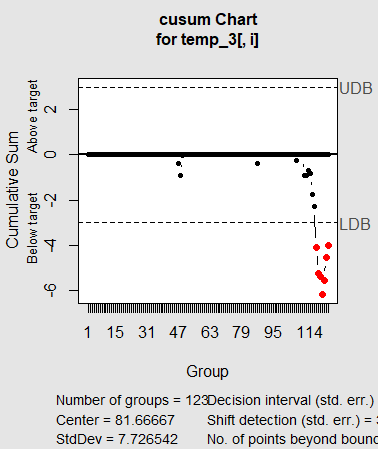 cusum Chart
for temp_3[, i]
Cumulative Sum
Above target
Below target
2
0
-2
-4
-6
UDB
LDB
1 15 31 47 63 79 95 114
Group
Number of groups = 123
Center = 81.66667
StdDev = 7.726542
Decision interval (std. err.)
Shift detection (std. err.) =
No. of points beyond